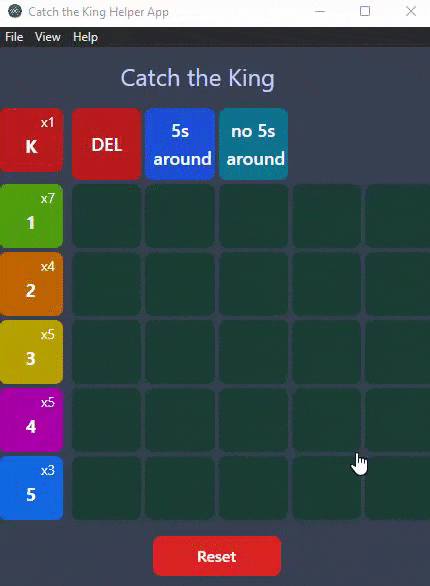 Catch the King Helper App
File View Help
Catch the King
x1
K
DEL
5s
around
no 5s
around
x7
1
x4
2
x5
3
x5
4
x3
5
Reset